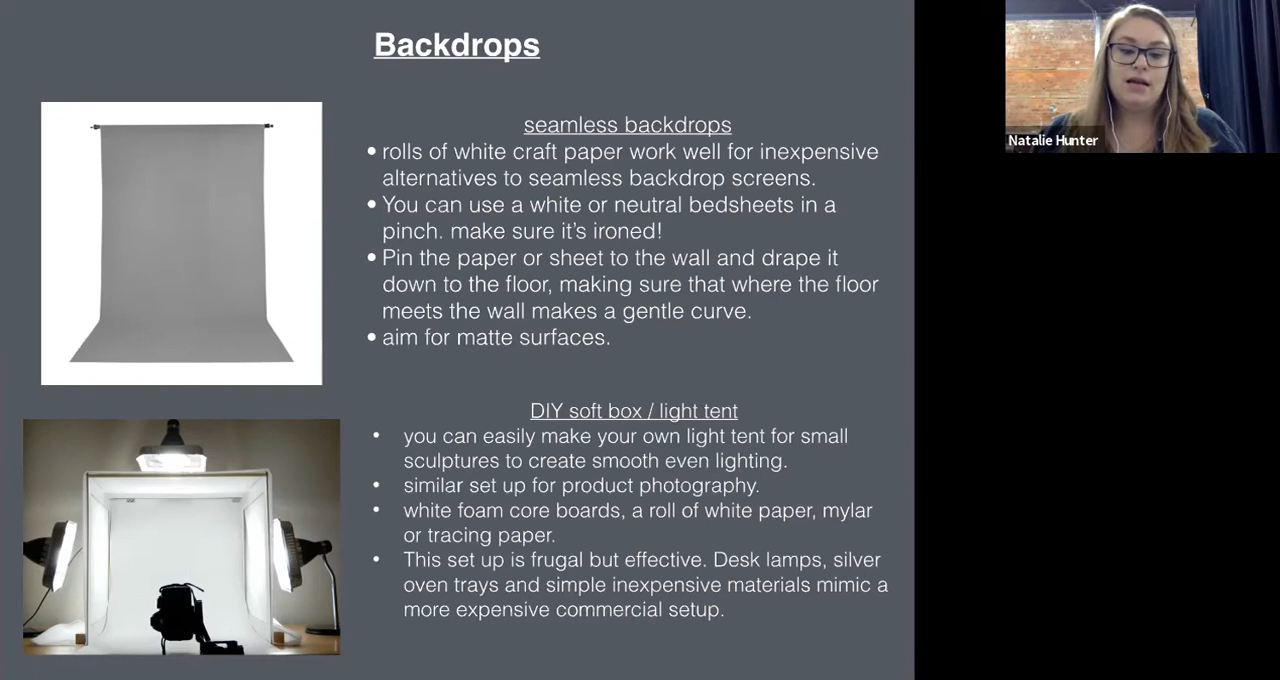 Backdrops
Natalie Hunter
seamless backdrops
• rolls of white craft paper work well for inexpensive
alternatives to seamless backdrop screens.
• You can use a white or neutral bedsheets in a
pinch. make sure it's ironed!
• Pin the paper or sheet to the wall and drape it
down to the floor, making sure that where the floor
meets the wall makes a gentle curve.
• aim for matte surfaces.
DIY soft box / light tent
• you can easily make your own light tent for small
sculptures to create smooth even lighting.
• similar set up for product photography.
• white foam core boards, a roll of white paper, mylar
or tracing paper.
• This set up is frugal but effective. Desk lamps, silver
oven trays and simple inexpensive materials mimic a
more expensive commercial setup.